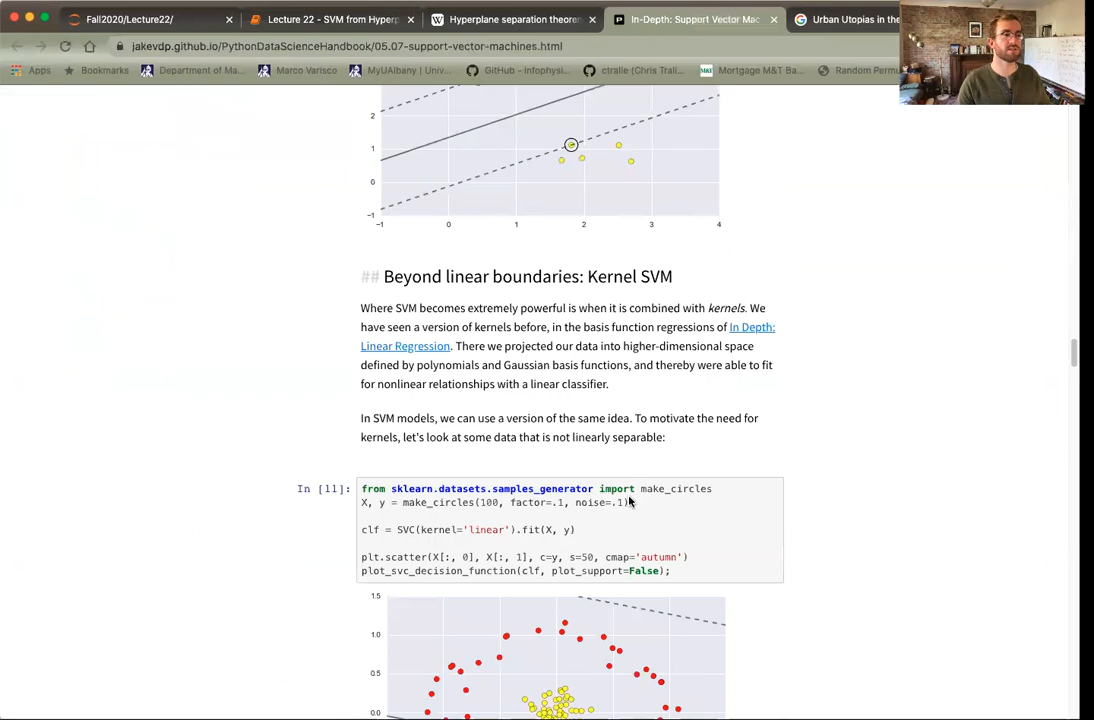 Fall2020/Lecture22/
Lecture 22 - SVM from Hyperp
Hyperplane separation theorem
In-Depth: Support Vector Mac
Urban Utopias in the
jakevdp.github.io/PythonDataScienceHandbook/05.07-support-vector-machines.html
Apps
Bookmarks
Department of Ma...
Marco Varisco
MyUAlbany | Univ...
GitHub - Infophysi...
ctralie (Chris Trali...
M&T
Mortgage M&T Ba...
Random Permu
2
1
0
−1
−1 0 1 2 3 4
## Beyond linear boundaries: Kernel SVM
Where SVM becomes extremely powerful is when it is combined with kernels. We
have seen a version of kernels before, in the basis function regressions of In Depth:
Linear Regression. There we projected our data into higher-dimensional space
defined by polynomials and Gaussian basis functions, and thereby were able to fit
for nonlinear relationships with a linear classifier.
In SVM models, we can use a version of the same idea. To motivate the need for
kernels, let's look at some data that is not linearly separable:
In [11]:
from sklearn.datasets.samples_generator import make_circles
X, y = make_circles(100, factor=.1, noise=.1)
clf = SVC(kernel='linear').fit(X, y)
plt.scatter(X[:, 0], X[:, 1], c=y, s=50, cmap='autumn')
plot_svc_decision_function(clf, plot_support=False);
1.5
1.0
0.5
0.0